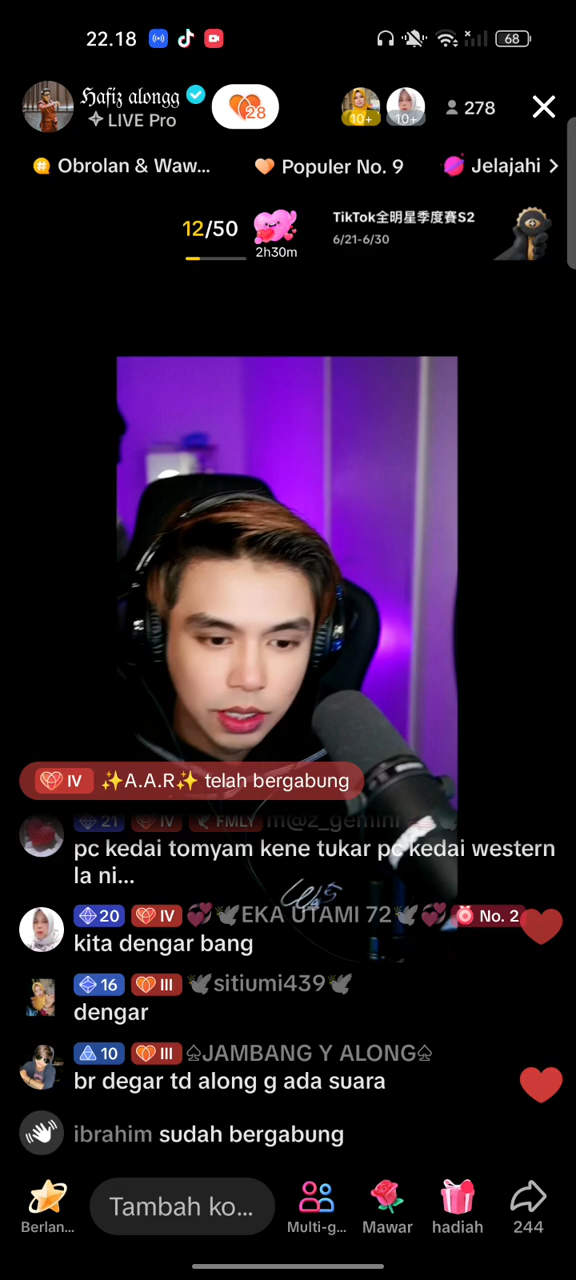 22.18
68
Hafiz alongg
LIVE Pro
28
10+
10+
278
Obrolan & Waw...
Populer No. 9
Jelajahi
12/50
2h30m
TikTok全明星季度賽S2
6/21-6/30
IV ✨A.A.R✨ telah bergabung
21 IV FMLY m@z_gemini
pc kedai tomyam kene tukar pc kedai western
la ni...
20 IV 💞🕊EKA UTAMI 72🕊💞 No. 2
kita dengar bang
16 III 🕊sitiumi439🕊
dengar
10 III ♤JAMBANG Y ALONG♤
br degar td along g ada suara
ibrahim sudah bergabung
Tambah ko...
Berlan...
Multi-g...
Mawar
hadiah
244